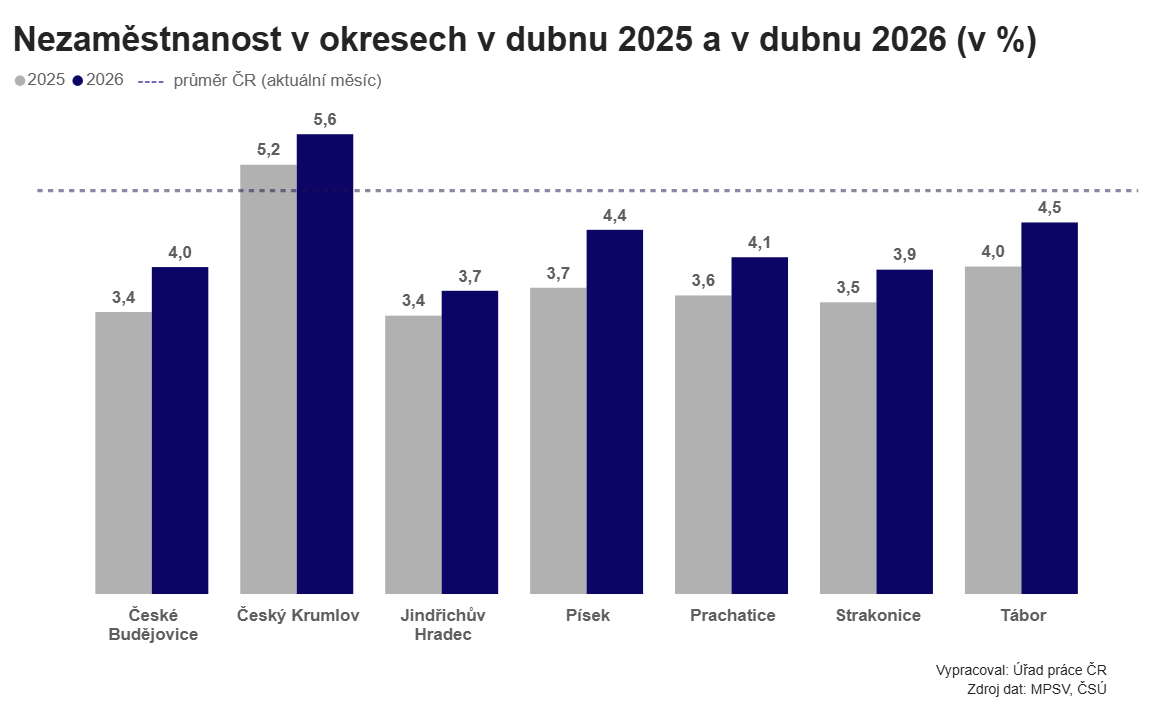 Nezaměstnanost v okresech v dubnu 2025 a v dubnu 2026 (v %)
2025 2026 průměr ČR (aktuální měsíc)
3,4 4,0
5,2 5,6
3,4 3,7
3,7 4,4
3,6 4,1
3,5 3,9
4,0 4,5
České
Budějovice
Český Krumlov
Jindřichův
Hradec
Písek
Prachatice
Strakonice
Tábor
Vypracoval: Úřad práce ČR
Zdroj dat: MPSV, ČSÚ